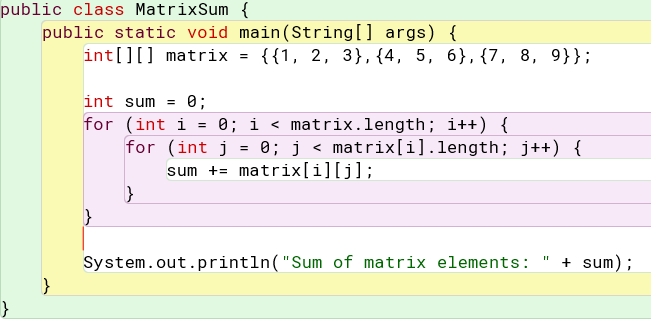 public class MatrixSum {
    public static void main(String[] args) {
        int[][] matrix = {{1, 2, 3},{4, 5, 6},{7, 8, 9}};

        int sum = 0;
        for (int i = 0; i < matrix.length; i++) {
            for (int j = 0; j < matrix[i].length; j++) {
                sum += matrix[i][j];
            }
        }

        System.out.println("Sum of matrix elements: " + sum);
    }
}